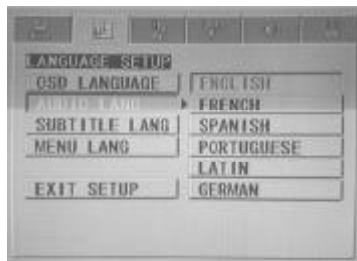 LANGUAGE SETUP
OSD LANGUAGE
AUDIO LANG
SUBTITLE LANG
MENU LANG
EXIT SETUP
ENGLISH
FRENCH
SPANISH
PORTUGUESE
LATIN
GERMAN